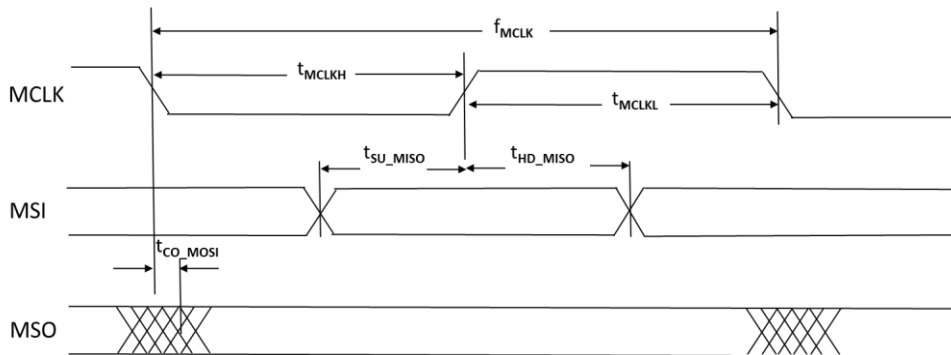 fMCLK
tMCLKH
MCLK
tMCLKL
tSU_MISO
tHD_MISO
MSI
tCO_MOSI
MSO